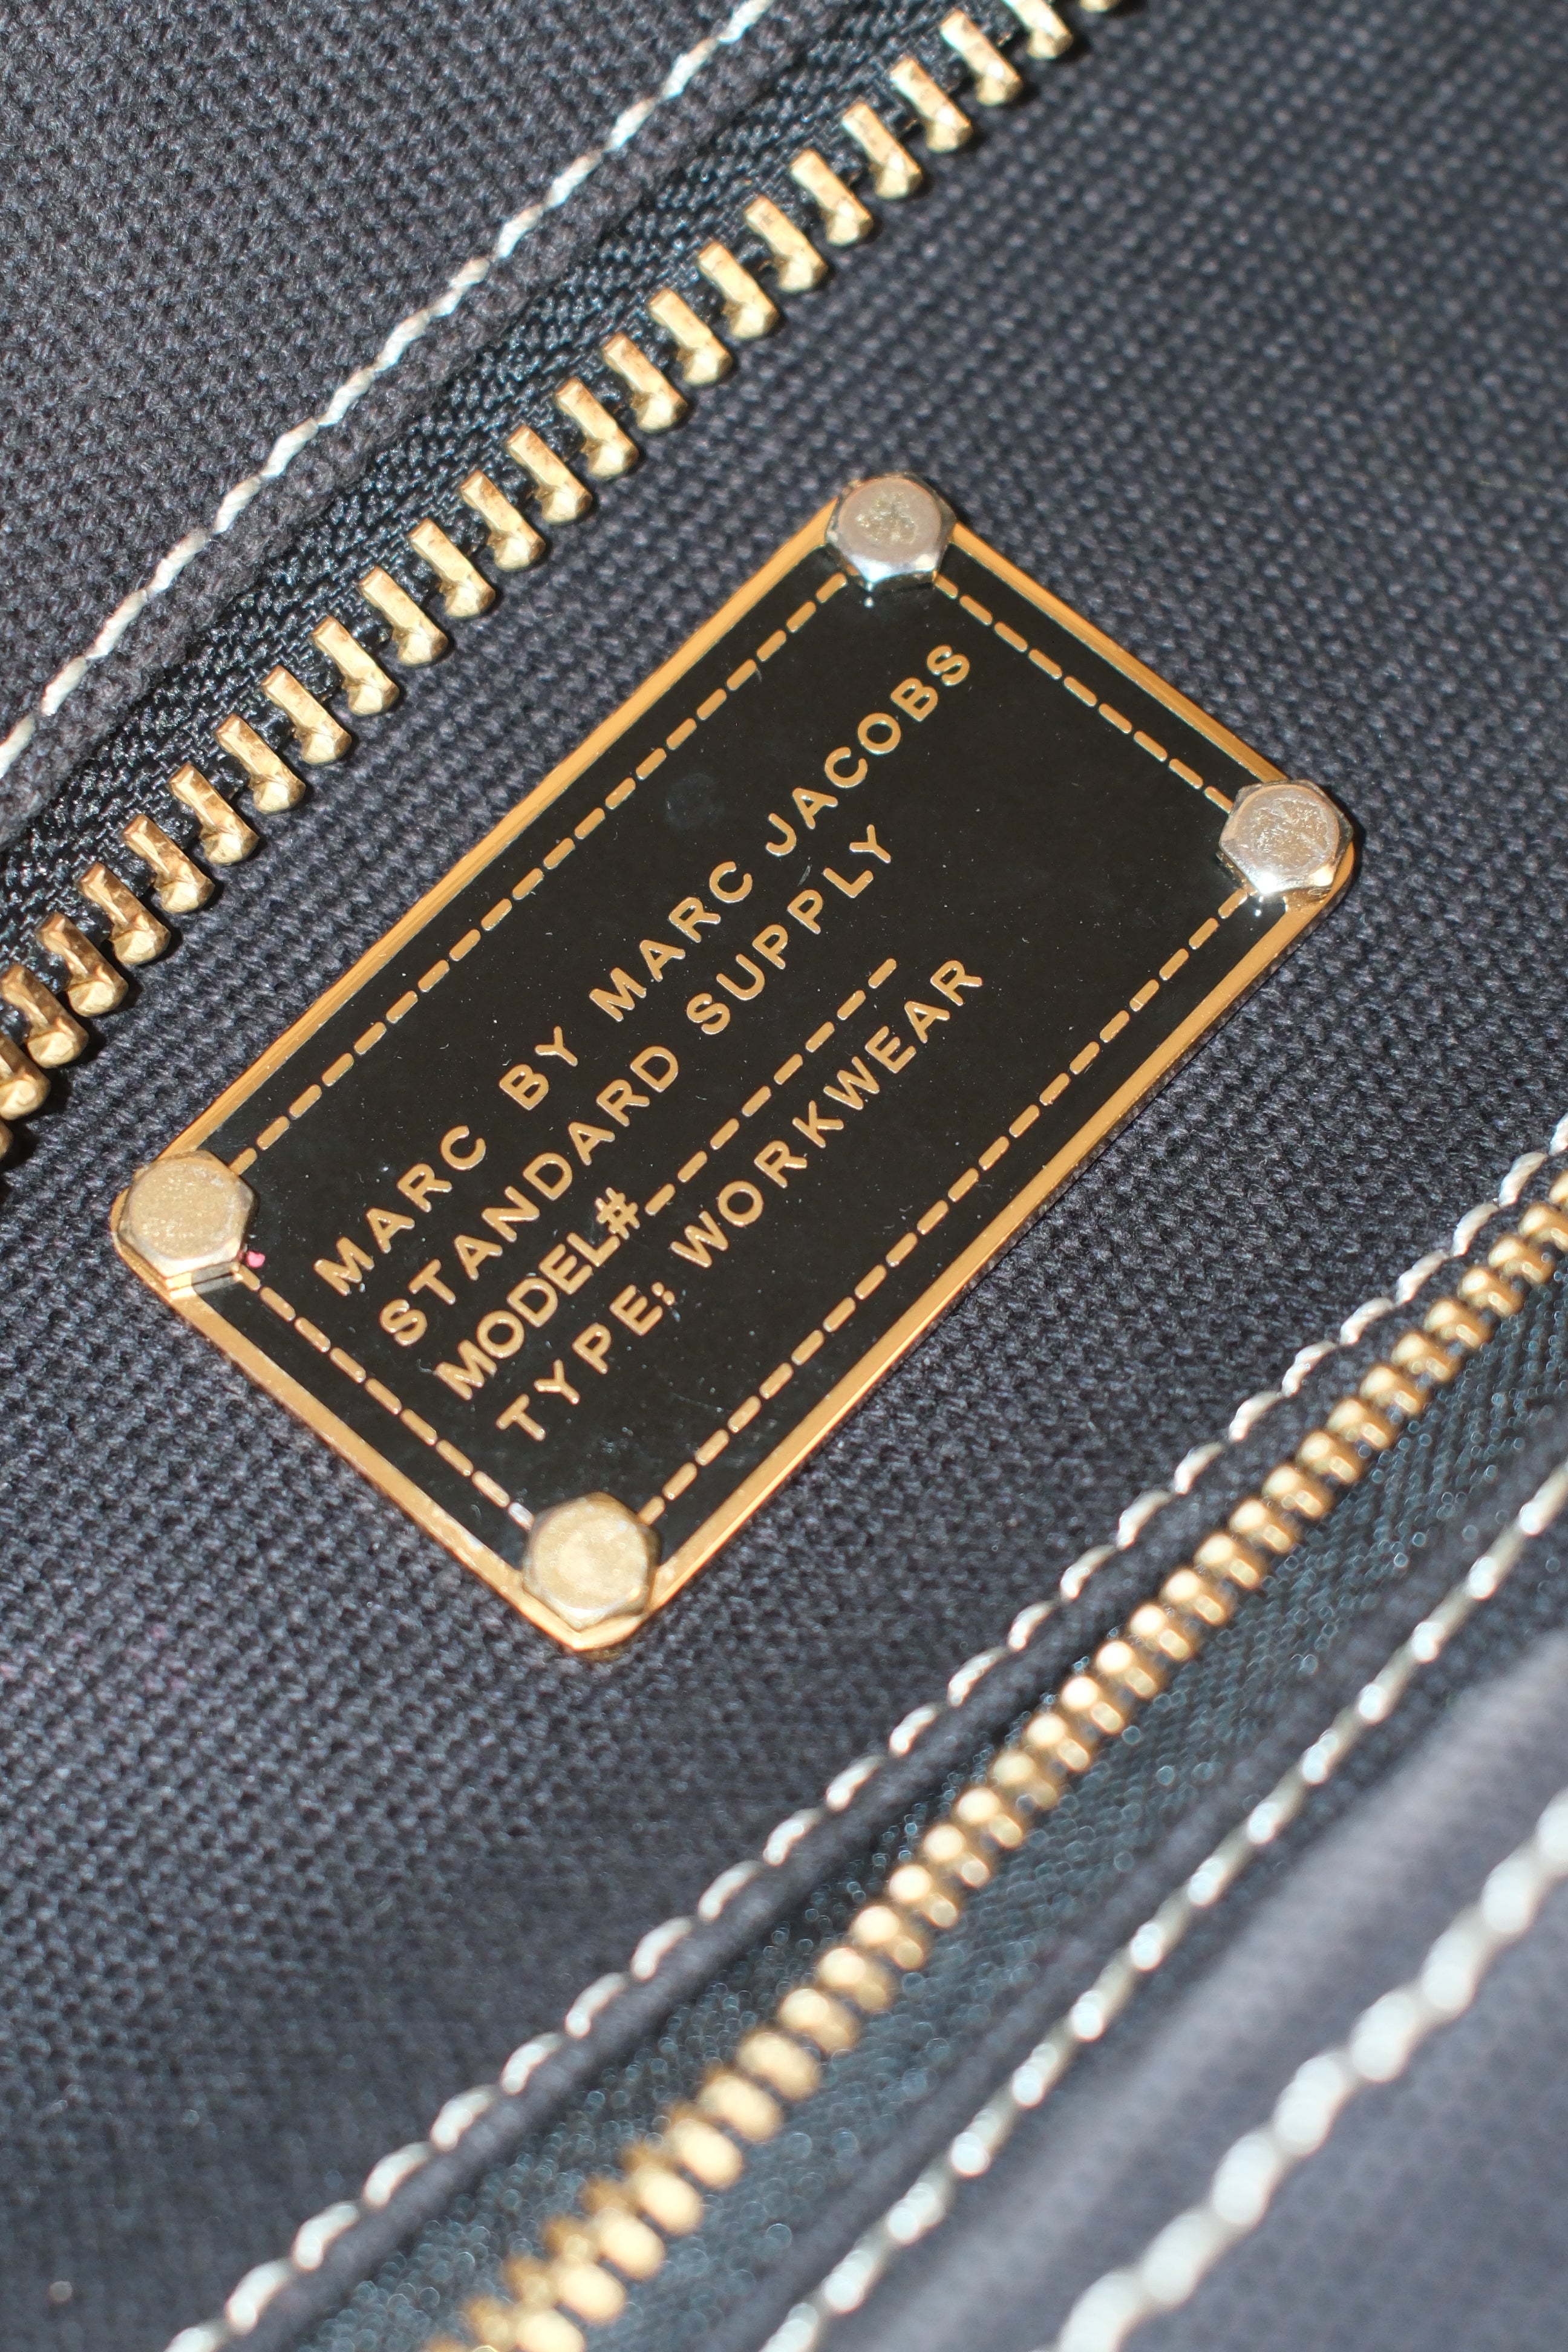 MARC BY MARC JACOBS
STANDARD SUPPLY
MODEL#
TYPE: WORKWEAR